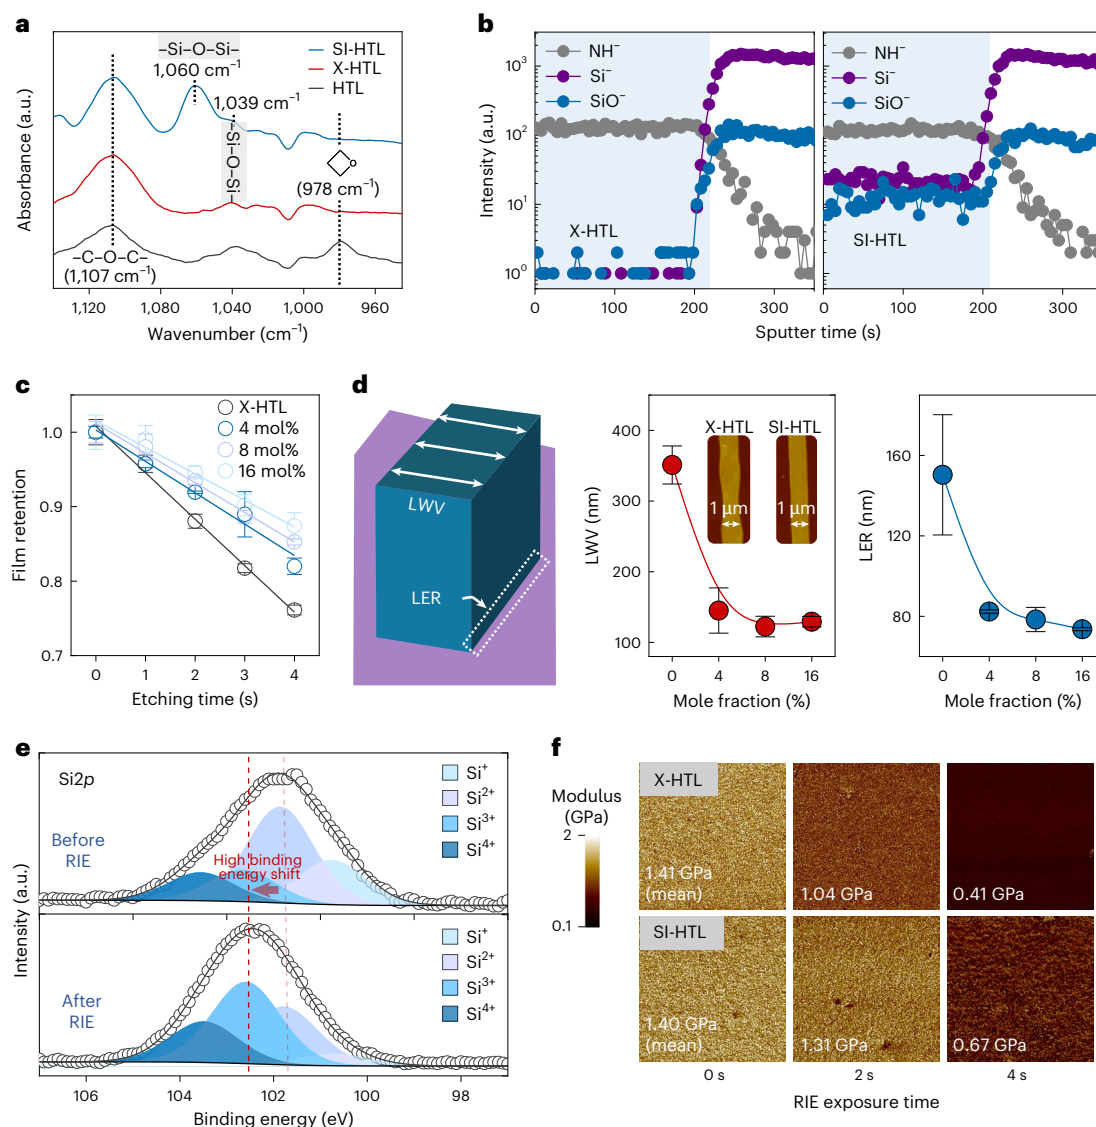 a
–Si–O–Si–
1,060 cm⁻¹
1,039 cm⁻¹
–Si–O–Si–
SI-HTL
X-HTL
HTL
O
(978 cm⁻¹)
–C–O–C–
(1,107 cm⁻¹)
Absorbance (a.u.)
1,120
1,080
1,040
1,000
960
Wavenumber (cm⁻¹)
b
NH⁻
Si⁻
SiO⁻
X-HTL
NH⁻
Si⁻
SiO⁻
SI-HTL
Intensity (a.u.)
10³
10²
10¹
10⁰
0
100
200
300
0
100
200
300
Sputter time (s)
c
X-HTL
4 mol%
8 mol%
16 mol%
Film retention
1.0
0.9
0.8
0.7
0
1
2
3
4
Etching time (s)
d
LWV
LER
LWV (nm)
400
300
200
100
X-HTL
SI-HTL
1 μm
1 μm
0
4
8
16
Mole fraction (%)
LER (nm)
160
120
80
0
4
8
16
Mole fraction (%)
e
Si2p
Before
RIE
High binding
energy shift
Si⁺
Si²⁺
Si³⁺
Si⁴⁺
After
RIE
Si⁺
Si²⁺
Si³⁺
Si⁴⁺
Intensity (a.u.)
106
104
102
100
98
Binding energy (eV)
f
Modulus
(GPa)
2
0.1
X-HTL
1.41 GPa
(mean)
1.04 GPa
0.41 GPa
SI-HTL
1.40 GPa
(mean)
1.31 GPa
0.67 GPa
0 s
2 s
4 s
RIE exposure time